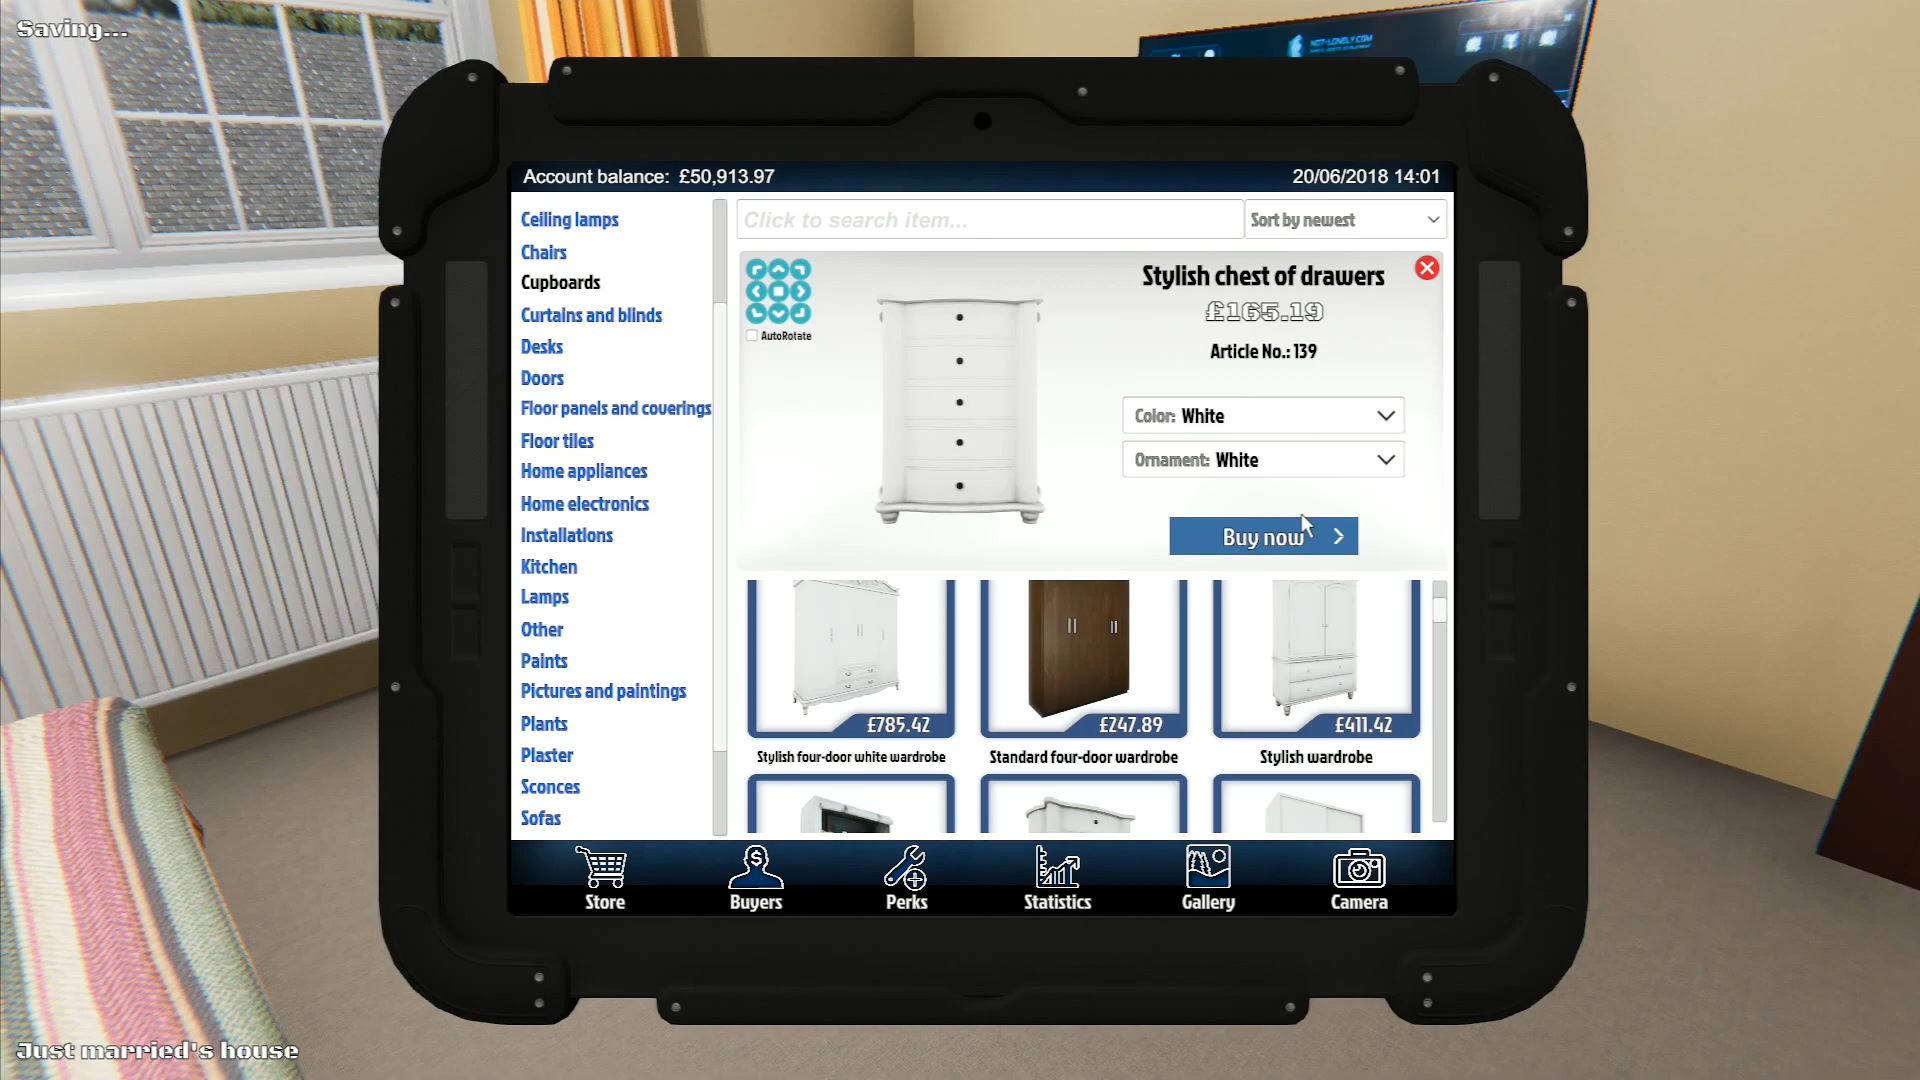 Saving...
NOT-LONELY.COM
Account balance: £50,913.97
20/06/2018 14:01
Ceiling lamps
Chairs
Cupboards
Curtains and blinds
Desks
Doors
Floor panels and coverings
Floor tiles
Home appliances
Home electronics
Installations
Kitchen
Lamps
Other
Paints
Pictures and paintings
Plants
Plaster
Sconces
Sofas
Click to search item...
Sort by newest
AutoRotate
Stylish chest of drawers
£165.19
Article No.: 139
Color: White
Ornament: White
Buy now
£785.42
£247.89
£411.42
Stylish four-door white wardrobe
Standard four-door wardrobe
Stylish wardrobe
Store
Buyers
Perks
Statistics
Gallery
Camera
Just married's house